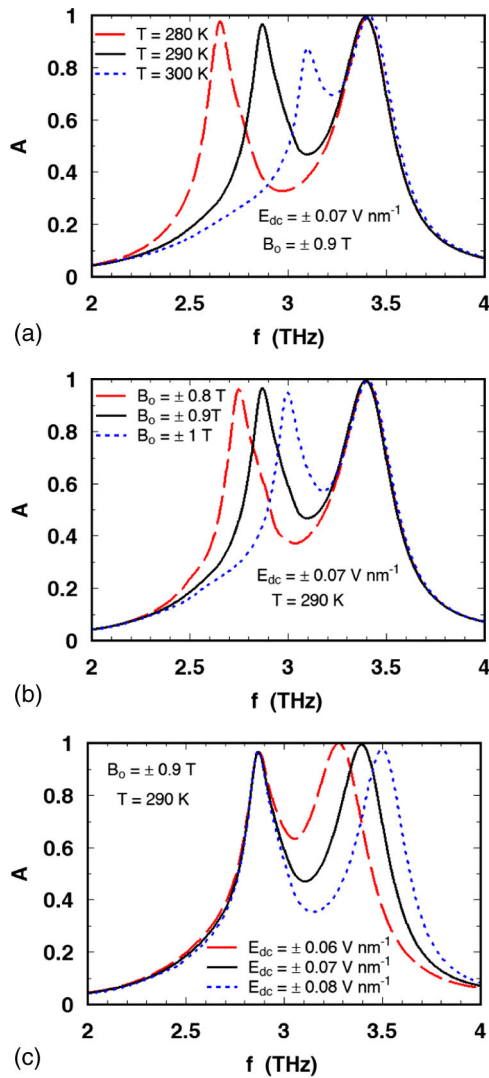 1
T = 280 K
T = 290 K
T = 300 K
0.8
0.6
A
0.4
E_dc = ± 0.07 V nm⁻¹
0.2
B_o = ± 0.9 T
0
2 2.5 3 3.5 4
(a)
f (THz)
1
B_o = ± 0.8 T
B_o = ± 0.9T
B_o = ± 1 T
0.8
0.6
A
0.4
E_dc = ± 0.07 V nm⁻¹
0.2
T = 290 K
0
2 2.5 3 3.5 4
(b)
f (THz)
1
B_o = ± 0.9 T
T = 290 K
0.8
0.6
A
0.4
E_dc = ± 0.06 V nm⁻¹
0.2
E_dc = ± 0.07 V nm⁻¹
E_dc = ± 0.08 V nm⁻¹
0
2 2.5 3 3.5 4
(c)
f (THz)